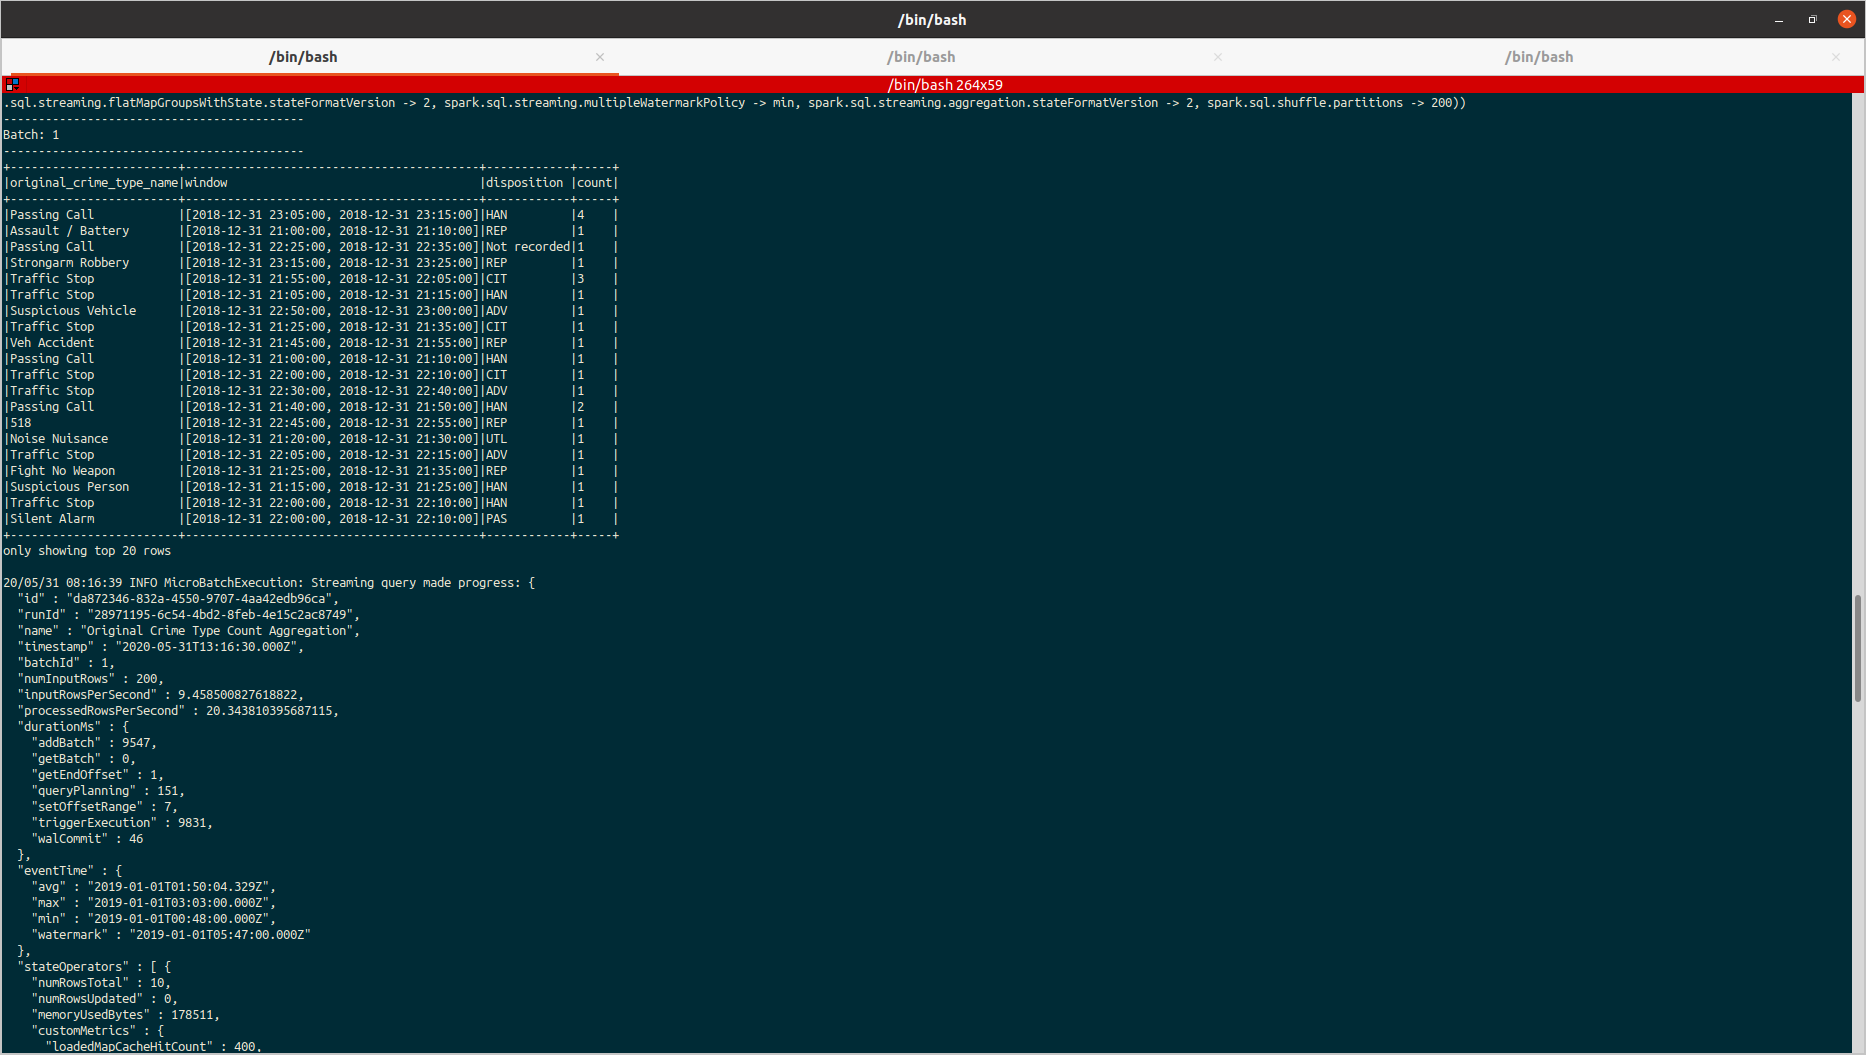 /bin/bash
/bin/bash /bin/bash /bin/bash
/bin/bash 264x59
.sql.streaming.flatMapGroupsWithState.stateFormatVersion -> 2, spark.sql.streaming.multipleWatermarkPolicy -> min, spark.sql.streaming.aggregation.stateFormatVersion -> 2, spark.sql.shuffle.partitions -> 200))
-------------------------------------------
Batch: 1
-------------------------------------------
+------------------------+------------------------------------------+------------+-----+
|original_crime_type_name|window                                    |disposition |count|
+------------------------+------------------------------------------+------------+-----+
|Passing Call            |[2018-12-31 23:05:00, 2018-12-31 23:15:00]|HAN         |4    |
|Assault / Battery       |[2018-12-31 21:00:00, 2018-12-31 21:10:00]|REP         |1    |
|Passing Call            |[2018-12-31 22:25:00, 2018-12-31 22:35:00]|Not recorded|1    |
|Strongarm Robbery       |[2018-12-31 23:15:00, 2018-12-31 23:25:00]|REP         |1    |
|Traffic Stop            |[2018-12-31 21:55:00, 2018-12-31 22:05:00]|CIT         |3    |
|Traffic Stop            |[2018-12-31 21:05:00, 2018-12-31 21:15:00]|HAN         |1    |
|Suspicious Vehicle      |[2018-12-31 22:50:00, 2018-12-31 23:00:00]|ADV         |1    |
|Traffic Stop            |[2018-12-31 21:25:00, 2018-12-31 21:35:00]|CIT         |1    |
|Veh Accident            |[2018-12-31 21:45:00, 2018-12-31 21:55:00]|REP         |1    |
|Passing Call            |[2018-12-31 21:00:00, 2018-12-31 21:10:00]|HAN         |1    |
|Traffic Stop            |[2018-12-31 22:00:00, 2018-12-31 22:10:00]|CIT         |1    |
|Traffic Stop            |[2018-12-31 22:30:00, 2018-12-31 22:40:00]|ADV         |1    |
|Passing Call            |[2018-12-31 21:40:00, 2018-12-31 21:50:00]|HAN         |2    |
|518                     |[2018-12-31 22:45:00, 2018-12-31 22:55:00]|REP         |1    |
|Noise Nuisance          |[2018-12-31 21:20:00, 2018-12-31 21:30:00]|UTL         |1    |
|Traffic Stop            |[2018-12-31 22:05:00, 2018-12-31 22:15:00]|ADV         |1    |
|Fight No Weapon         |[2018-12-31 21:25:00, 2018-12-31 21:35:00]|REP         |1    |
|Suspicious Person       |[2018-12-31 21:15:00, 2018-12-31 21:25:00]|HAN         |1    |
|Traffic Stop            |[2018-12-31 22:00:00, 2018-12-31 22:10:00]|HAN         |1    |
|Silent Alarm            |[2018-12-31 22:00:00, 2018-12-31 22:10:00]|PAS         |1    |
+------------------------+------------------------------------------+------------+-----+
only showing top 20 rows

20/05/31 08:16:39 INFO MicroBatchExecution: Streaming query made progress: {
  "id" : "da872346-832a-4550-9707-4aa42edb96ca",
  "runId" : "28971195-6c54-4bd2-8feb-4e15c2ac8749",
  "name" : "Original Crime Type Count Aggregation",
  "timestamp" : "2020-05-31T13:16:30.000Z",
  "batchId" : 1,
  "numInputRows" : 200,
  "inputRowsPerSecond" : 9.458500827618822,
  "processedRowsPerSecond" : 20.343810395687115,
  "durationMs" : {
    "addBatch" : 9547,
    "getBatch" : 0,
    "getEndOffset" : 1,
    "queryPlanning" : 151,
    "setOffsetRange" : 7,
    "triggerExecution" : 9831,
    "walCommit" : 46
  },
  "eventTime" : {
    "avg" : "2019-01-01T01:50:04.329Z",
    "max" : "2019-01-01T03:03:00.000Z",
    "min" : "2019-01-01T00:48:00.000Z",
    "watermark" : "2019-01-01T05:47:00.000Z"
  },
  "stateOperators" : [ {
    "numRowsTotal" : 10,
    "numRowsUpdated" : 0,
    "memoryUsedBytes" : 178511,
    "customMetrics" : {
      "loadedMapCacheHitCount" : 400,